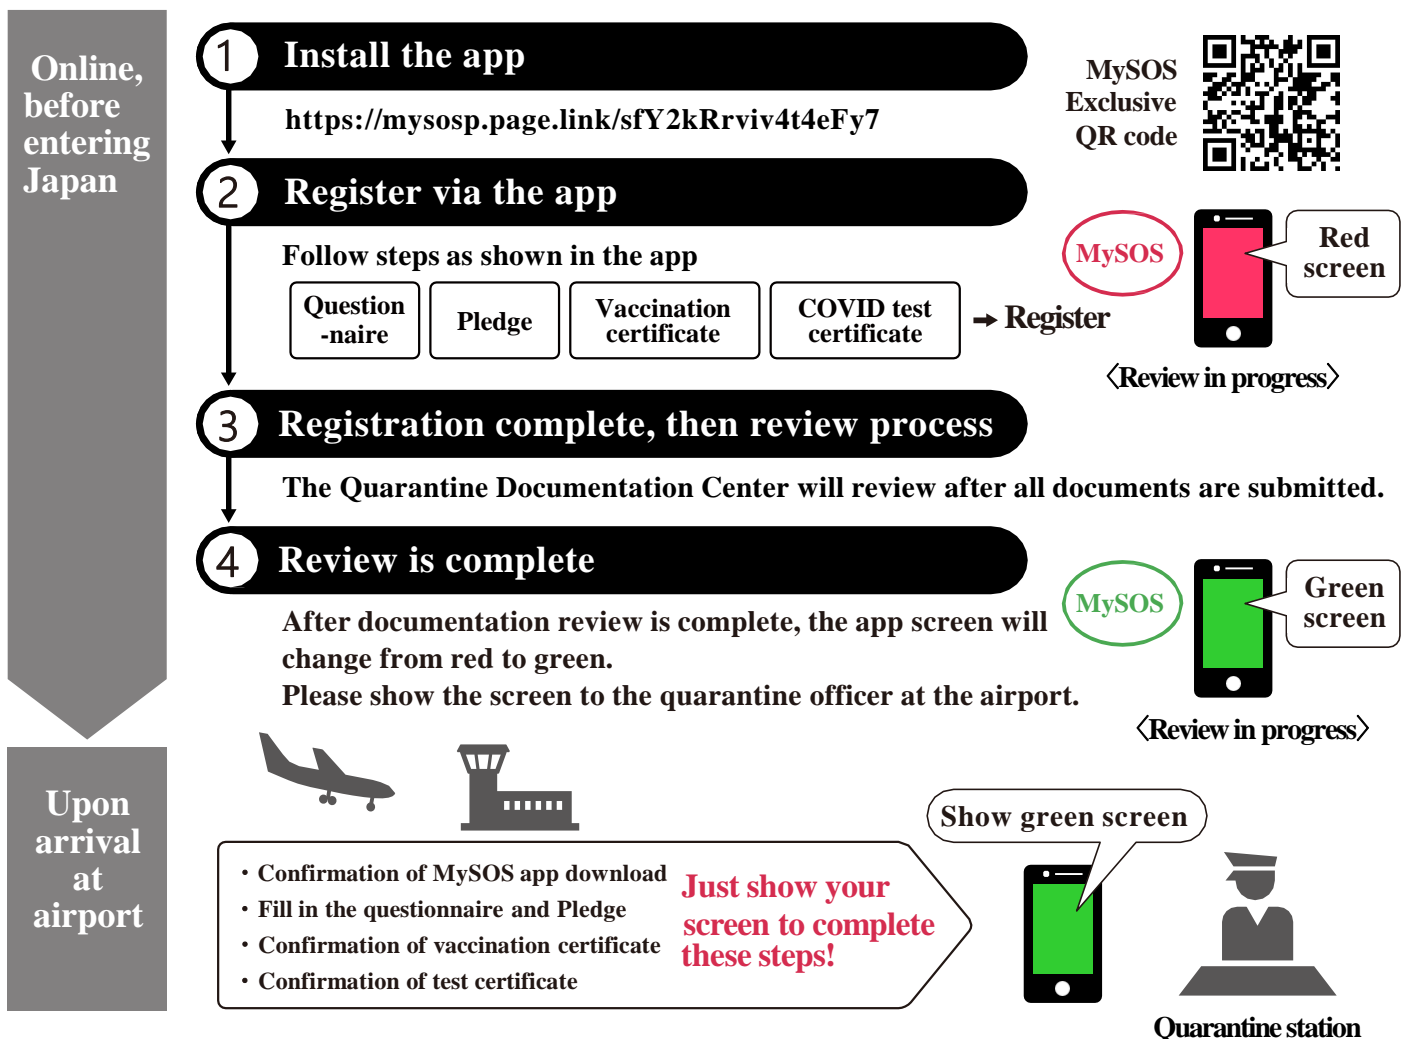 Online,
before
entering
Japan
1
Install the app
https://mysosp.page.link/sfY2kRrviv4t4eFy7
MySOS
Exclusive
QR code
2
Register via the app
Follow steps as shown in the app
Question
-naire
Pledge
Vaccination
certificate
COVID test
certificate
→ Register
MySOS
Red
screen
〈Review in progress〉
3
Registration complete, then review process
The Quarantine Documentation Center will review after all documents are submitted.
4
Review is complete
After documentation review is complete, the app screen will
change from red to green.
Please show the screen to the quarantine officer at the airport.
MySOS
Green
screen
〈Review in progress〉
Upon
arrival
at
airport
・Confirmation of MySOS app download
・Fill in the questionnaire and Pledge
・Confirmation of vaccination certificate
・Confirmation of test certificate
Just show your
screen to complete
these steps!
Show green screen
Quarantine station